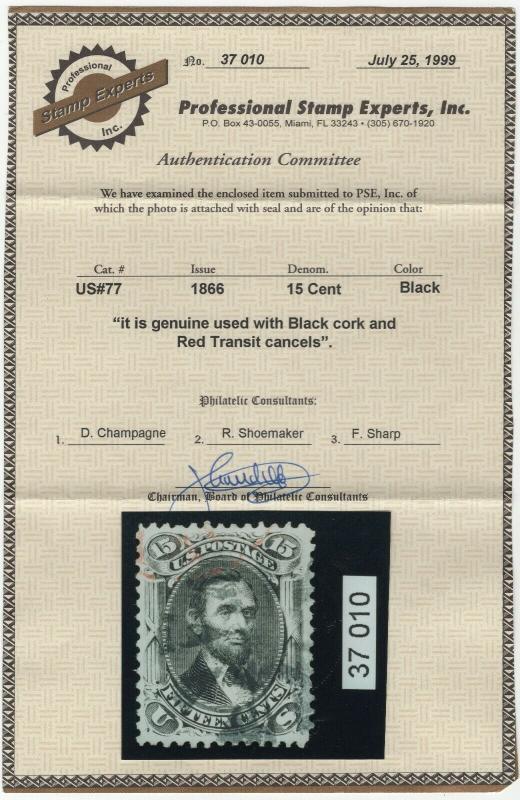 No. 37 010 July 25, 1999
Professional
Stamp Experts
Inc.
Professional Stamp Experts, Inc.
P.O. Box 43-0055, Miami, FL 33243 • (305) 670-1920
Authentication Committee
We have examined the enclosed item submitted to PSE, Inc. of
which the photo is attached with seal and are of the opinion that:
Cat. # Issue Denom. Color
US#77 1866 15 Cent Black
“it is genuine used with Black cork and
Red Transit cancels”.
Philatelic Consultants:
1. D. Champagne 2. R. Shoemaker 3. F. Sharp
Chairman, Board of Philatelic Consultants
15 15
U.S. POSTAGE
FIFTEEN CENTS
U S
37 010